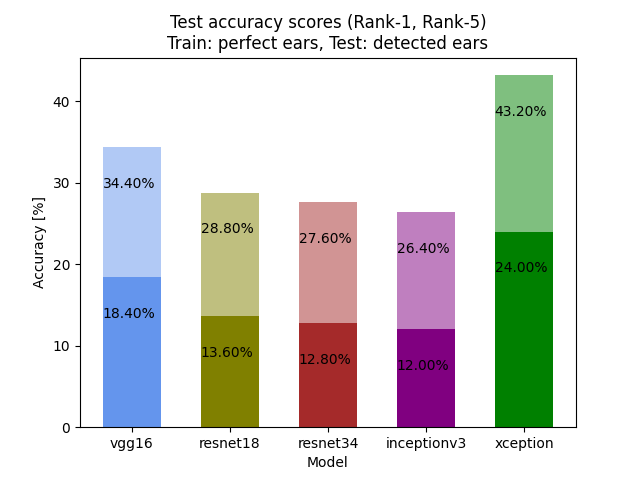 Test accuracy scores (Rank-1, Rank-5)
Train: perfect ears, Test: detected ears
Accuracy [%]
40
30
20
10
0
34.40%
18.40%
28.80%
13.60%
27.60%
12.80%
26.40%
12.00%
43.20%
24.00%
vgg16
resnet18
resnet34
inceptionv3
xception
Model